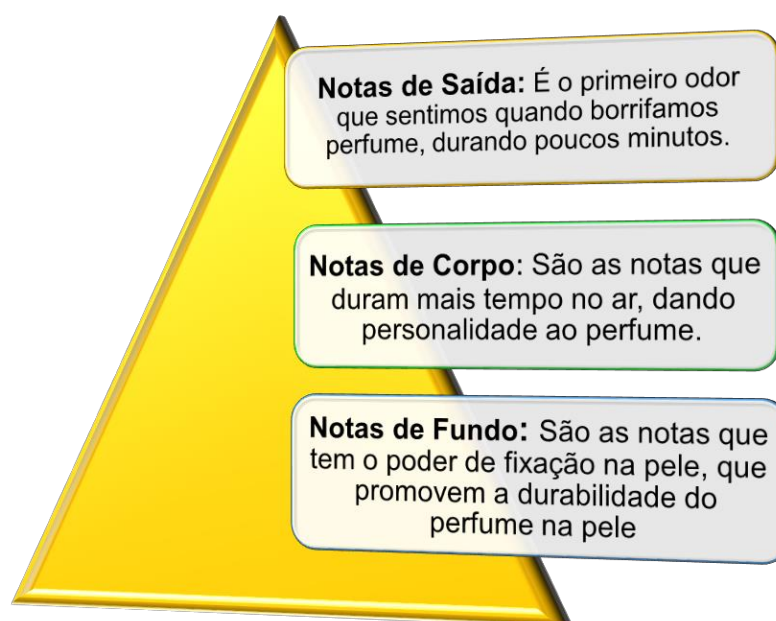 Notas de Saída: É o primeiro odor
que sentimos quando borrifamos
perfume, durando poucos minutos.
Notas de Corpo: São as notas que
duram mais tempo no ar, dando
personalidade ao perfume.
Notas de Fundo: São as notas que
tem o poder de fixação na pele, que
promovem a durabilidade do
perfume na pele